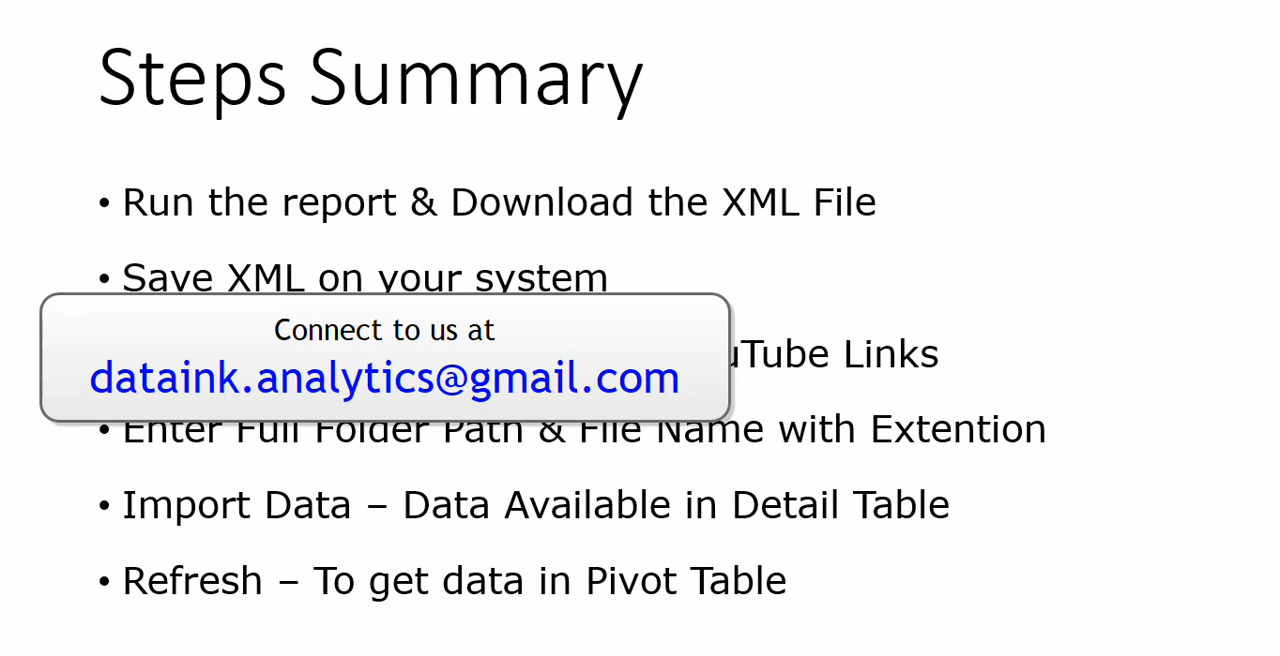 Steps Summary
• Run the report & Download the XML File
• Save XML on your system
Connect to us at
dataink.analytics@gmail.com
Links
• Enter Full Folder Path & File Name with Extention
• Import Data – Data Available in Detail Table
• Refresh – To get data in Pivot Table